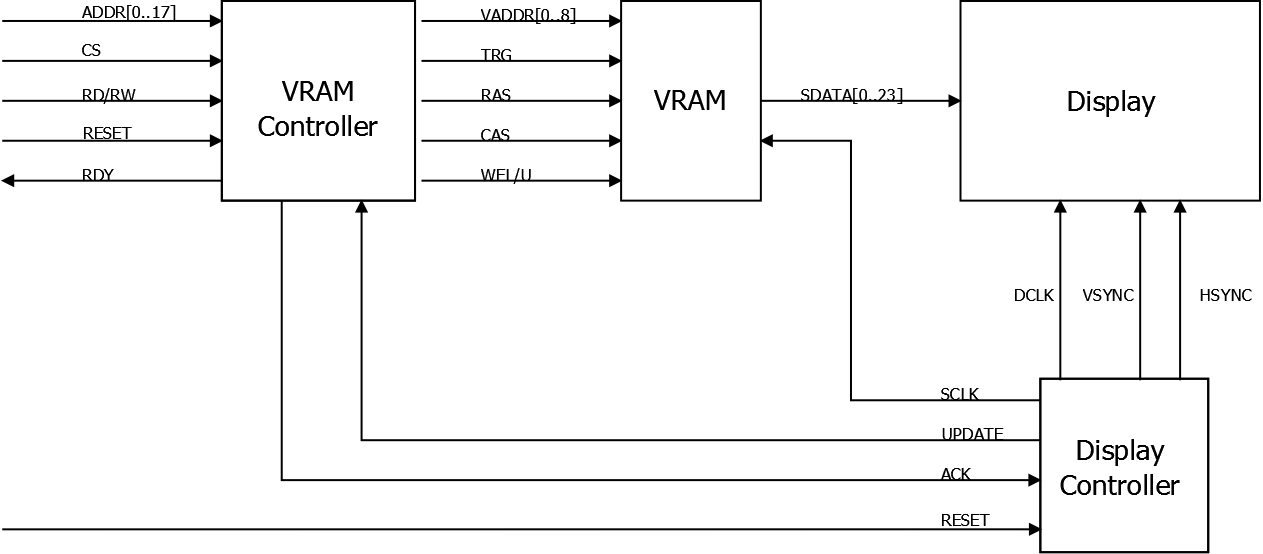 ADDR[0..17]
VADDR[0..8]
CS
TRG
RD/RW
VRAM
Controller
RAS
VRAM
SDATA[0..23]
Display
RESET
CAS
RDY
WEL/U
DCLK
VSYNC
HSYNC
SCLK
UPDATE
Display
Controller
ACK
RESET